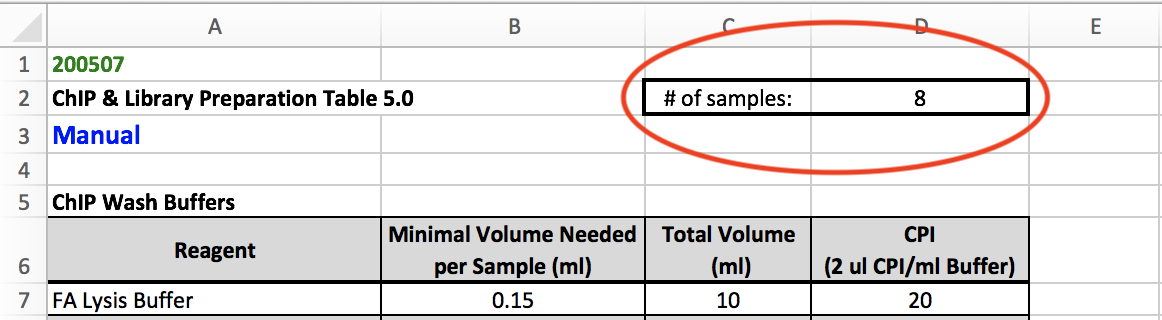 A B C D E
1 200507
2 ChIP & Library Preparation Table 5.0 # of samples: 8
3 Manual
4
5 ChIP Wash Buffers
6 Reagent Minimal Volume Needed per Sample (ml) Total Volume (ml) CPI (2 ul CPI/ml Buffer)
7 FA Lysis Buffer 0.15 10 20